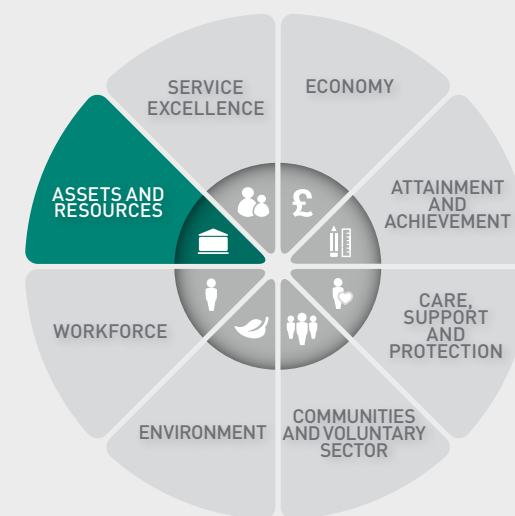 SERVICE
EXCELLENCE
ECONOMY
ASSETS AND
RESOURCES
£
ATTAINMENT
AND
ACHIEVEMENT
WORKFORCE
CARE,
SUPPORT
AND
PROTECTION
ENVIRONMENT
COMMUNITIES
AND VOLUNTARY
SECTOR